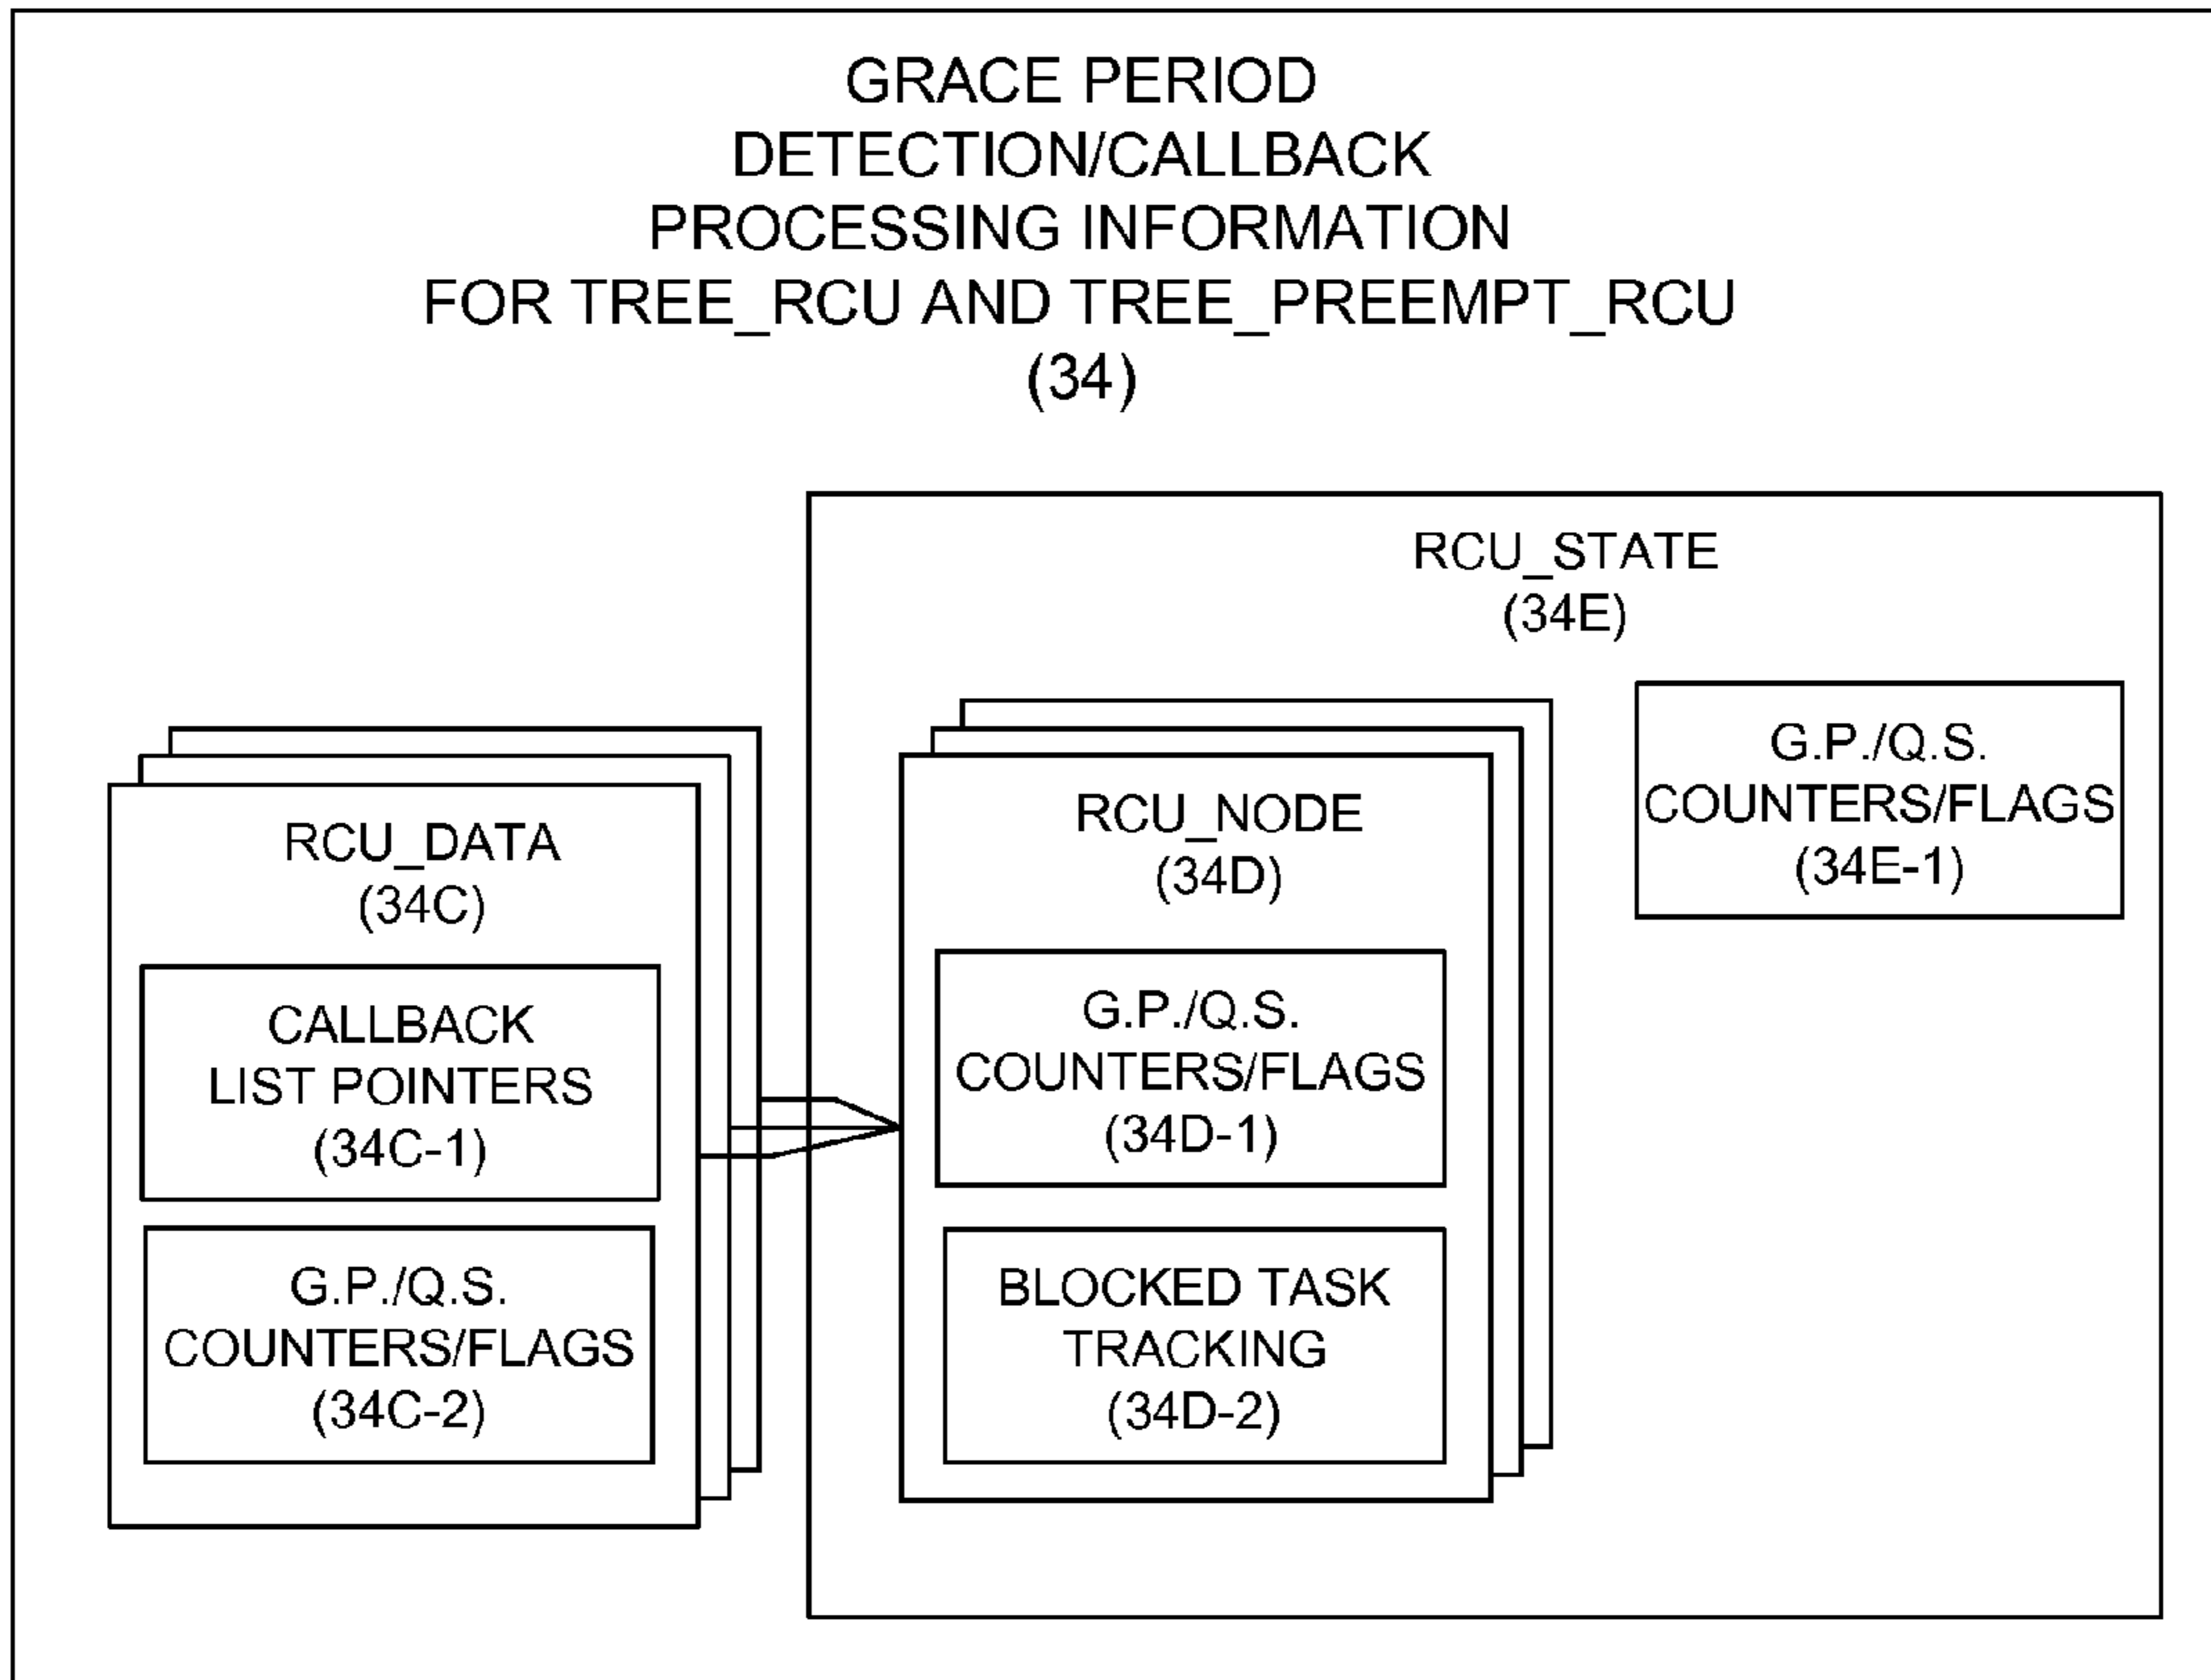 GRACE PERIOD
DETECTION/CALLBACK
PROCESSING INFORMATION
FOR TREE_RCU AND TREE_PREEMPT_RCU
(34)
RCU_STATE
(34E)
G.P./Q.S.
COUNTERS/FLAGS
(34E-1)
RCU_DATA
(34C)
CALLBACK
LIST POINTERS
(34C-1)
G.P./Q.S.
COUNTERS/FLAGS
(34C-2)
RCU_NODE
(34D)
G.P./Q.S.
COUNTERS/FLAGS
(34D-1)
BLOCKED TASK
TRACKING
(34D-2)